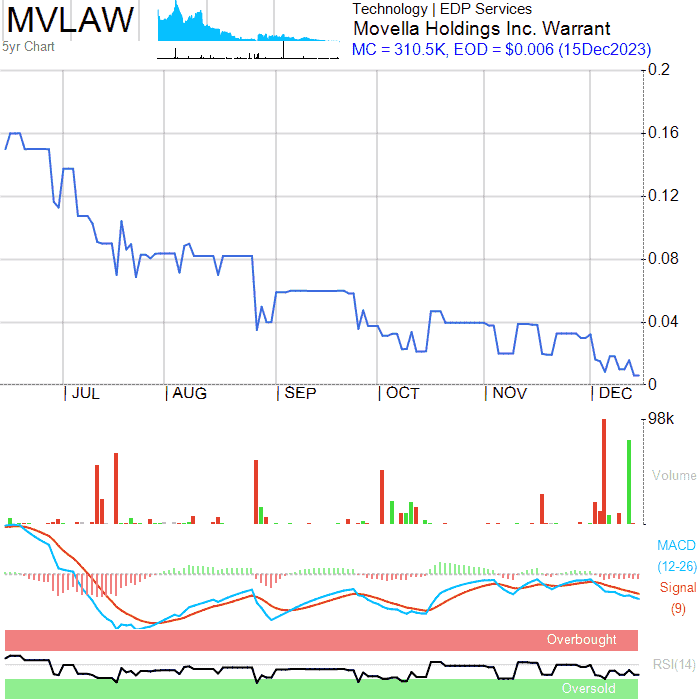 MVLAW
5yr Chart
Technology | EDP Services
Movella Holdings Inc. Warrant
MC = 310.5K, EOD = $0.006 (15Dec2023)
0.2
0.16
0.12
0.08
0.04
0
JUL AUG SEP OCT NOV DEC
98k
Volume
MACD
(12-26)
Signal
(9)
Overbought
RSI(14)
Oversold